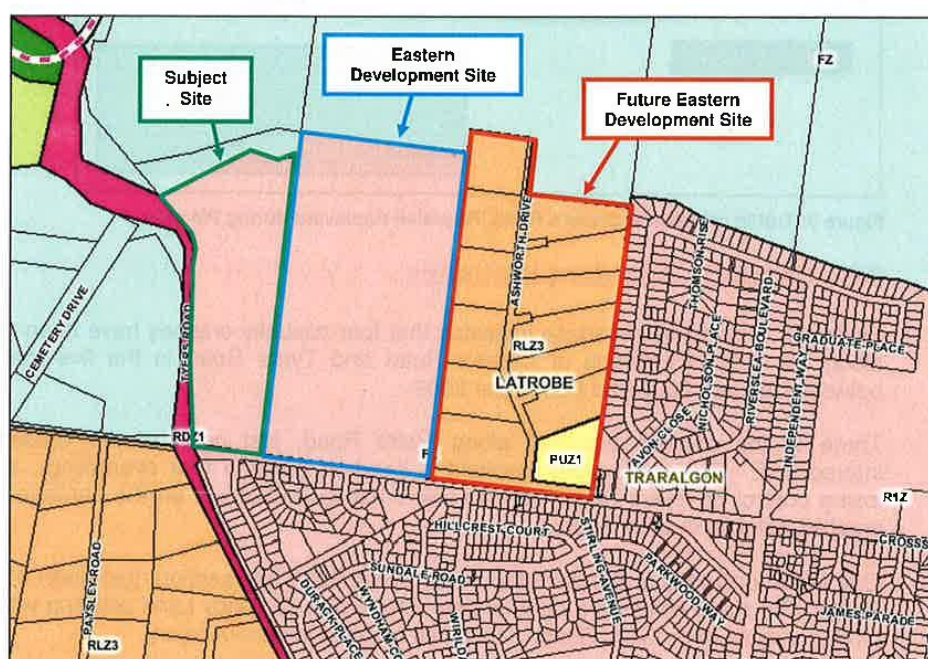 Subject
Site
Eastern
Development Site
Future Eastern
Development Site
FZ
CEMETERY DRIVE
TYERS ROAD
ASHWORTH-DRIVE
THOMSON-RISE
NICHOLSON-PLACE
RIVERSLEA-BOULEVARD
INDEPENDENT-WAY
GRADUATE-PLACE
RLZ3
LATROBE
AVON-CLOSE
RDZ1
PUZ1
TRARALGON
R1Z
HILLCREST-COURT
STIRLING-AVENUE
PARKWOOD-WAY
SUNDALE-ROAD
DURACK-PLACE
JAMES-PARADE
PAYSLEY-ROAD
RLZ3